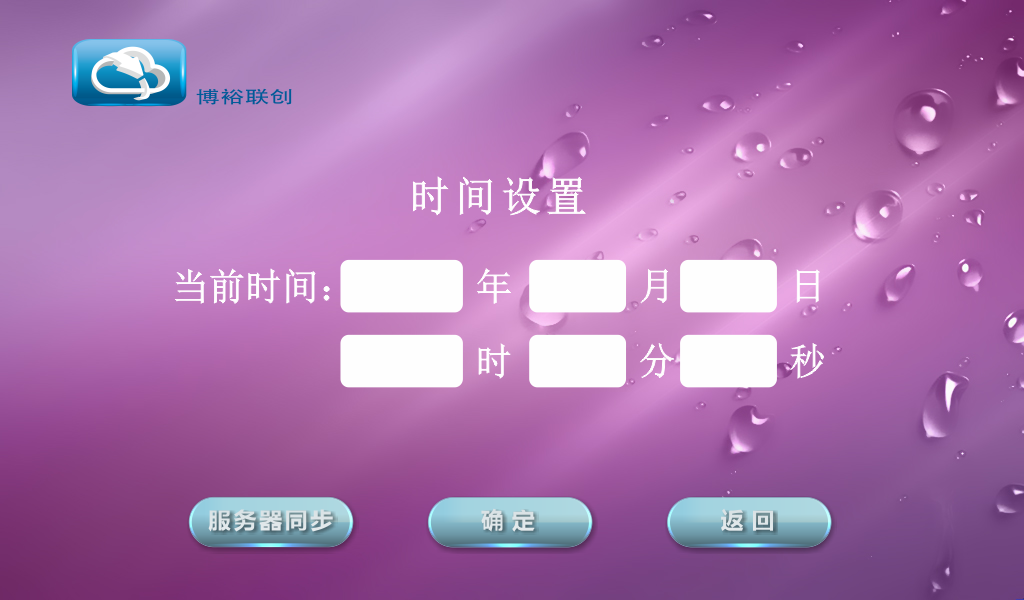 博裕联创
时间设置
当前时间： 年 月 日
时 分 秒
服务器同步 确定 返回